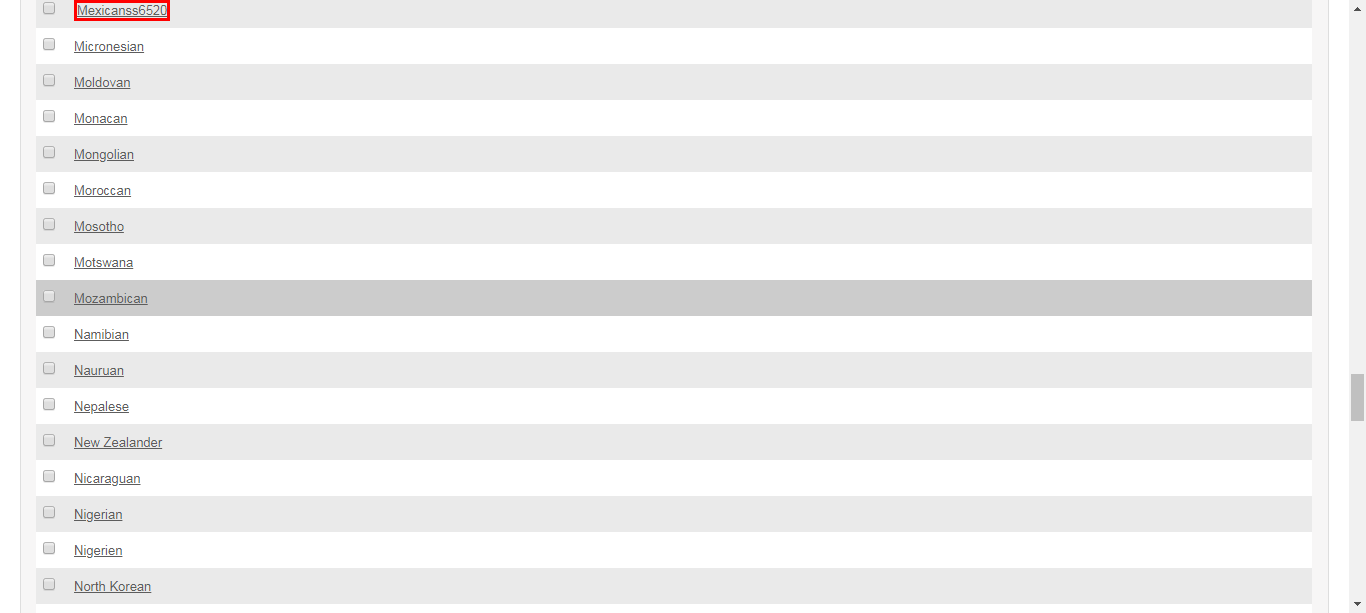 Mexicanss6520
Micronesian
Moldovan
Monacan
Mongolian
Moroccan
Mosotho
Motswana
Mozambican
Namibian
Nauruan
Nepalese
New Zealander
Nicaraguan
Nigerian
Nigerien
North Korean